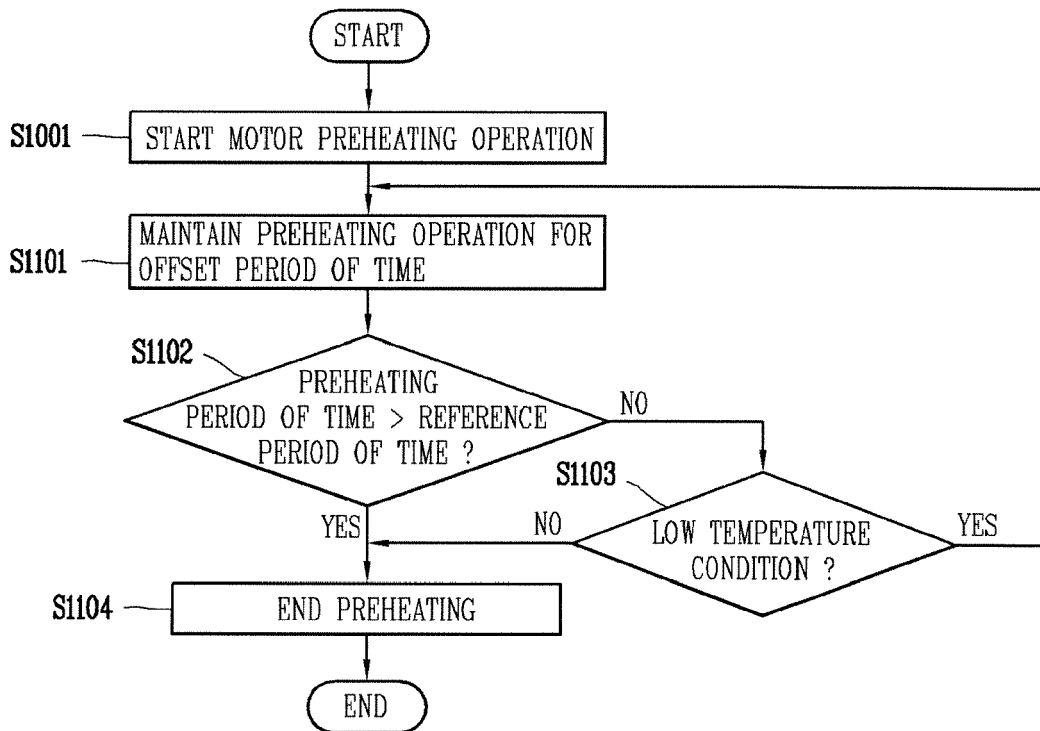 START
S1001
START MOTOR PREHEATING OPERATION
S1101
MAINTAIN PREHEATING OPERATION FOR
OFFSET PERIOD OF TIME
S1102
PREHEATING
PERIOD OF TIME > REFERENCE
PERIOD OF TIME ?
NO
YES
S1103
LOW TEMPERATURE
CONDITION ?
NO
YES
S1104
END PREHEATING
END